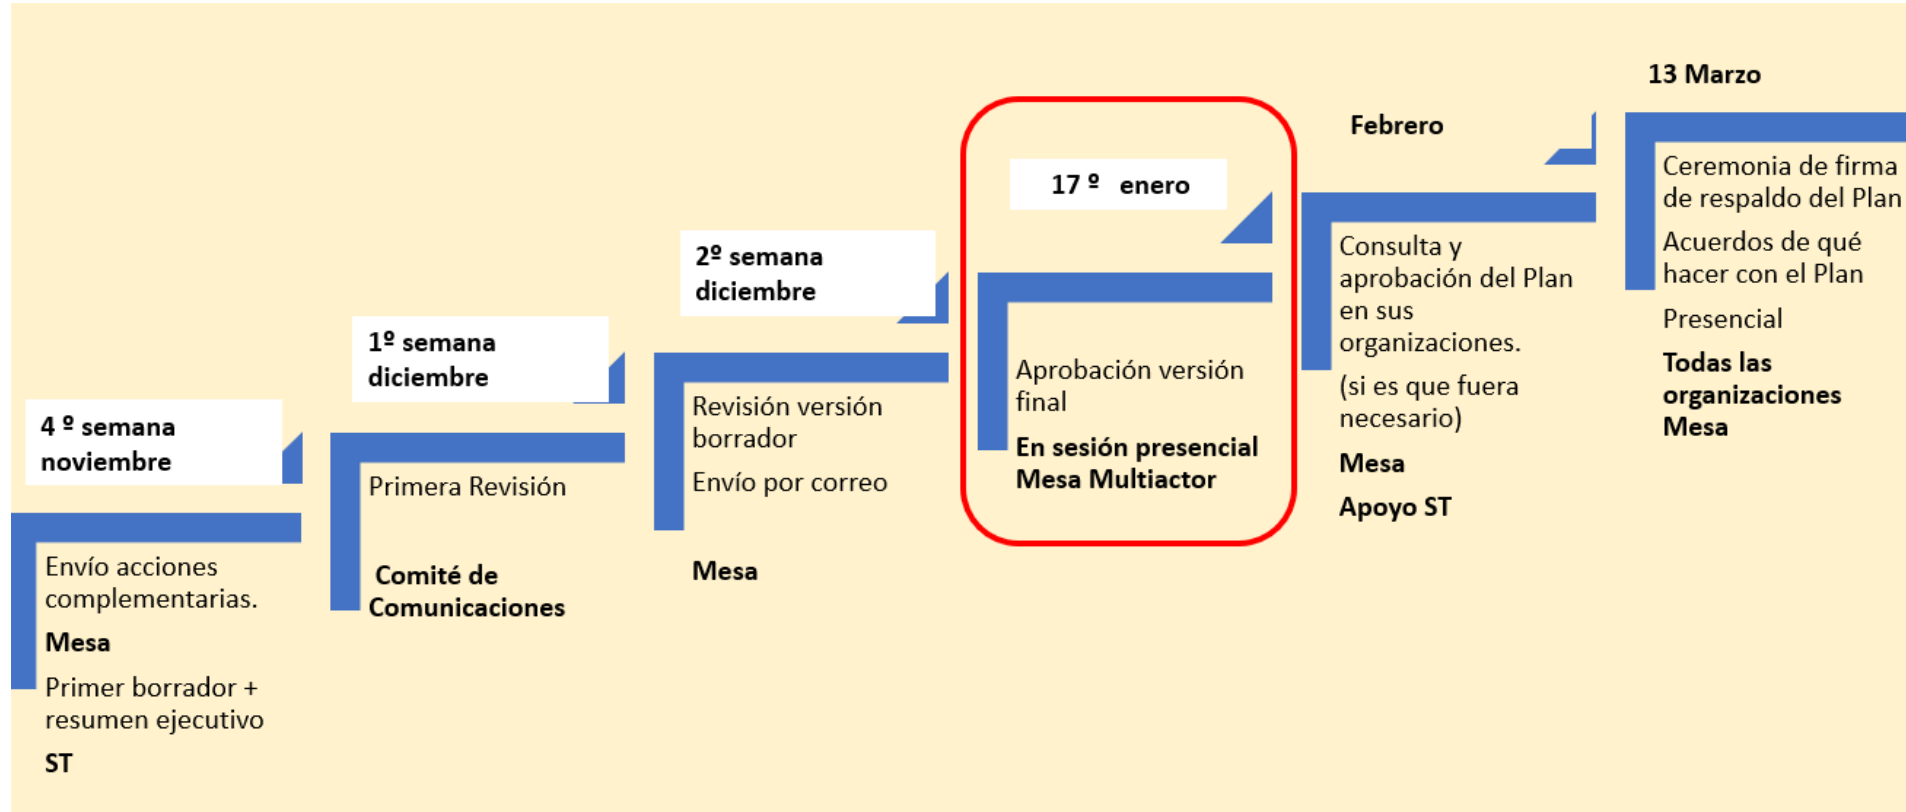 4 º semana
noviembre
Envío acciones
complementarias.
Mesa
Primer borrador +
resumen ejecutivo
ST
1º semana
diciembre
Primera Revisión
Comité de
Comunicaciones
2º semana
diciembre
Revisión versión
borrador
Envío por correo
Mesa
17 º enero
Aprobación versión
final
En sesión presencial
Mesa Multiactor
Febrero
Consulta y
aprobación del Plan
en sus
organizaciones.
(si es que fuera
necesario)
Mesa
Apoyo ST
13 Marzo
Ceremonia de firma
de respaldo del Plan
Acuerdos de qué
hacer con el Plan
Presencial
Todas las
organizaciones
Mesa